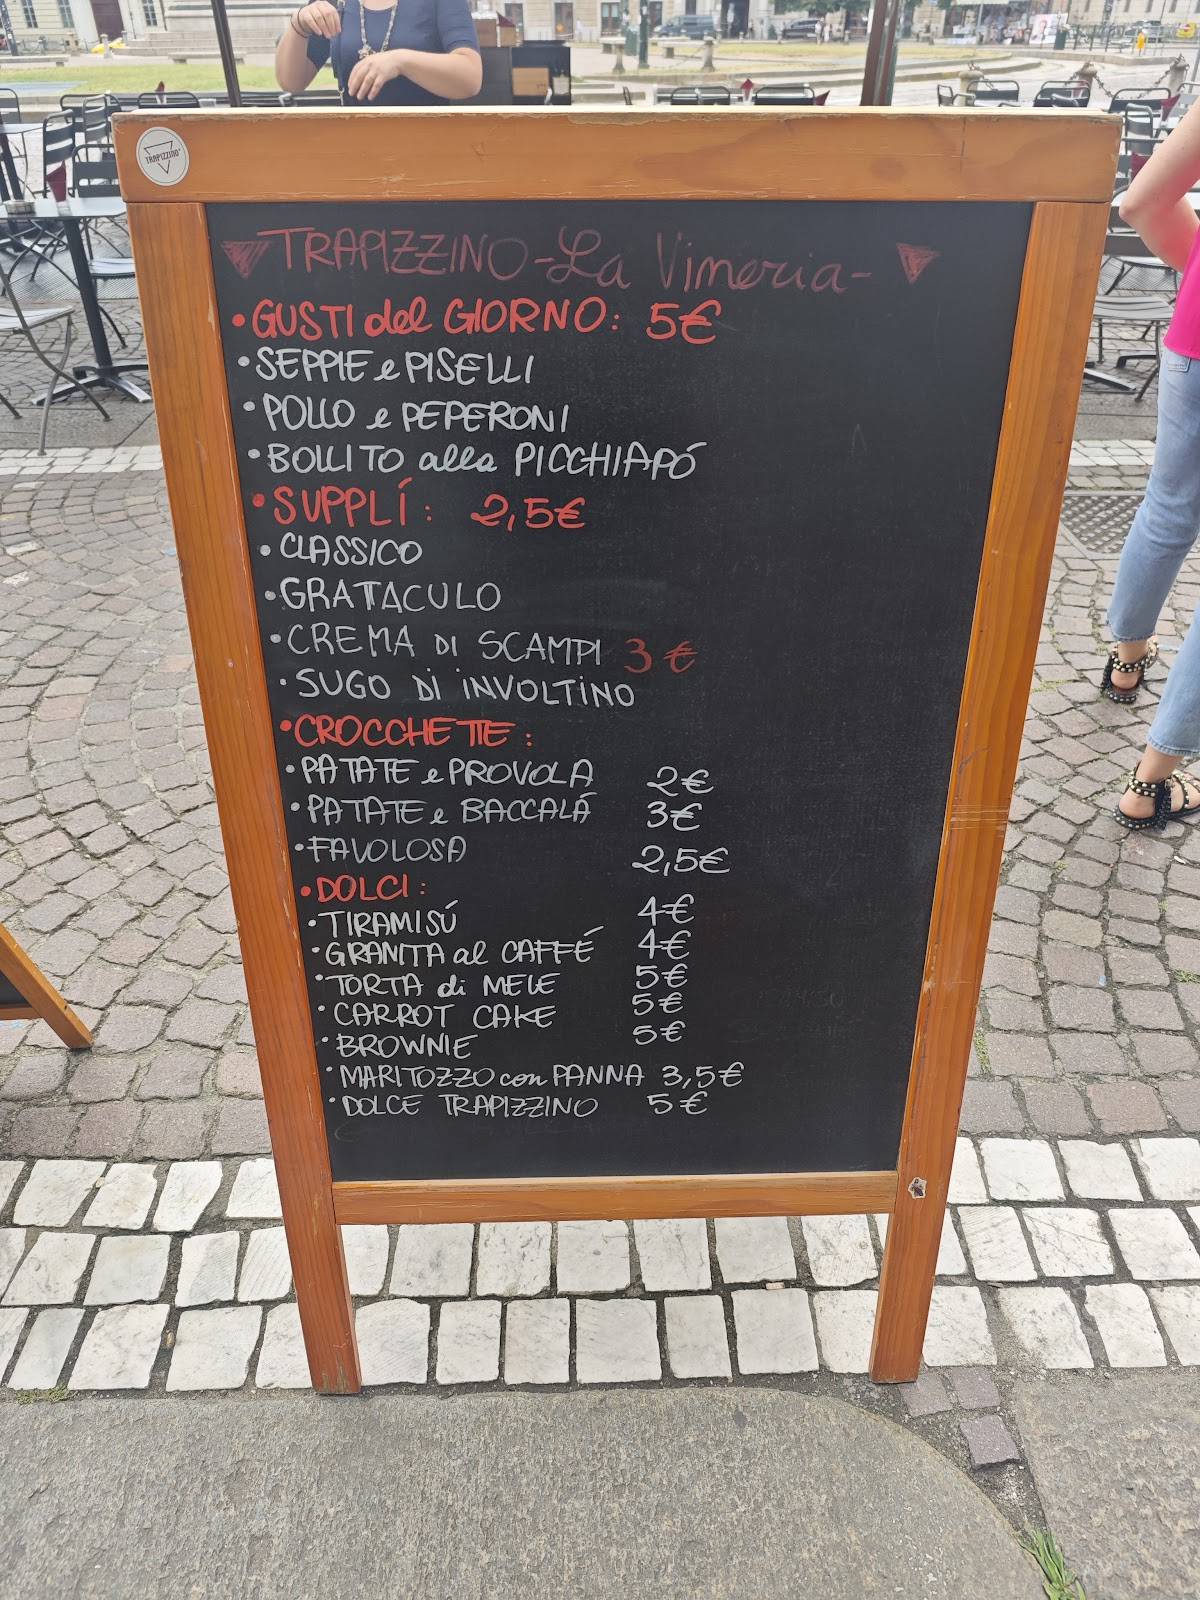 TRAPIZZINO
TRAPIZZINO - La Vineria -
• GUSTI del GIORNO: 5€
• SEPPIE e PISELLI
• POLLO e PEPERONI
• BOLLITO alla PICCHIAPÓ
• SUPPLÍ: 2,5€
• CLASSICO
• GRATTACULO
• CREMA DI SCAMPI 3€
• SUGO DI INVOLTINO
• CROCCHETTE:
• PATATE e PROVOLA 2€
• PATATE e BACCALÁ 3€
• FAVOLOSA 2,5€
• DOLCI:
• TIRAMISÚ 4€
• GRANITA al CAFFÉ 4€
• TORTA di MELE 5€
• CARROT CAKE 5€
• BROWNIE 5€
• MARITOZZO con PANNA 3,5€
• DOLCE TRAPIZZINO 5€